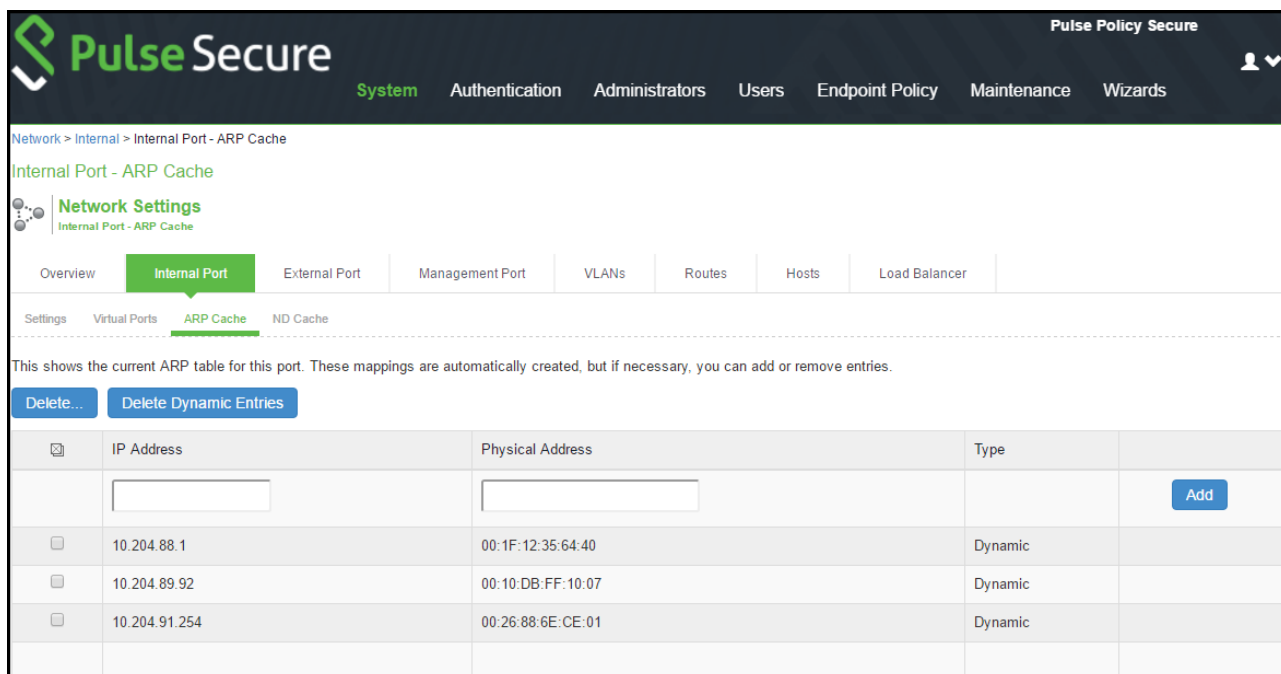 Pulse Policy Secure
Pulse Secure
System Authentication Administrators Users Endpoint Policy Maintenance Wizards
Network > Internal > Internal Port - ARP Cache
Internal Port - ARP Cache
Network Settings
Internal Port - ARP Cache
Overview Internal Port External Port Management Port VLANs Routes Hosts Load Balancer
Settings Virtual Ports ARP Cache ND Cache
This shows the current ARP table for this port. These mappings are automatically created, but if necessary, you can add or remove entries.
Delete... Delete Dynamic Entries
IP Address Physical Address Type
Add
10.204.88.1 00:1F:12:35:64:40 Dynamic
10.204.89.92 00:10:DB:FF:10:07 Dynamic
10.204.91.254 00:26:88:6E:CE:01 Dynamic